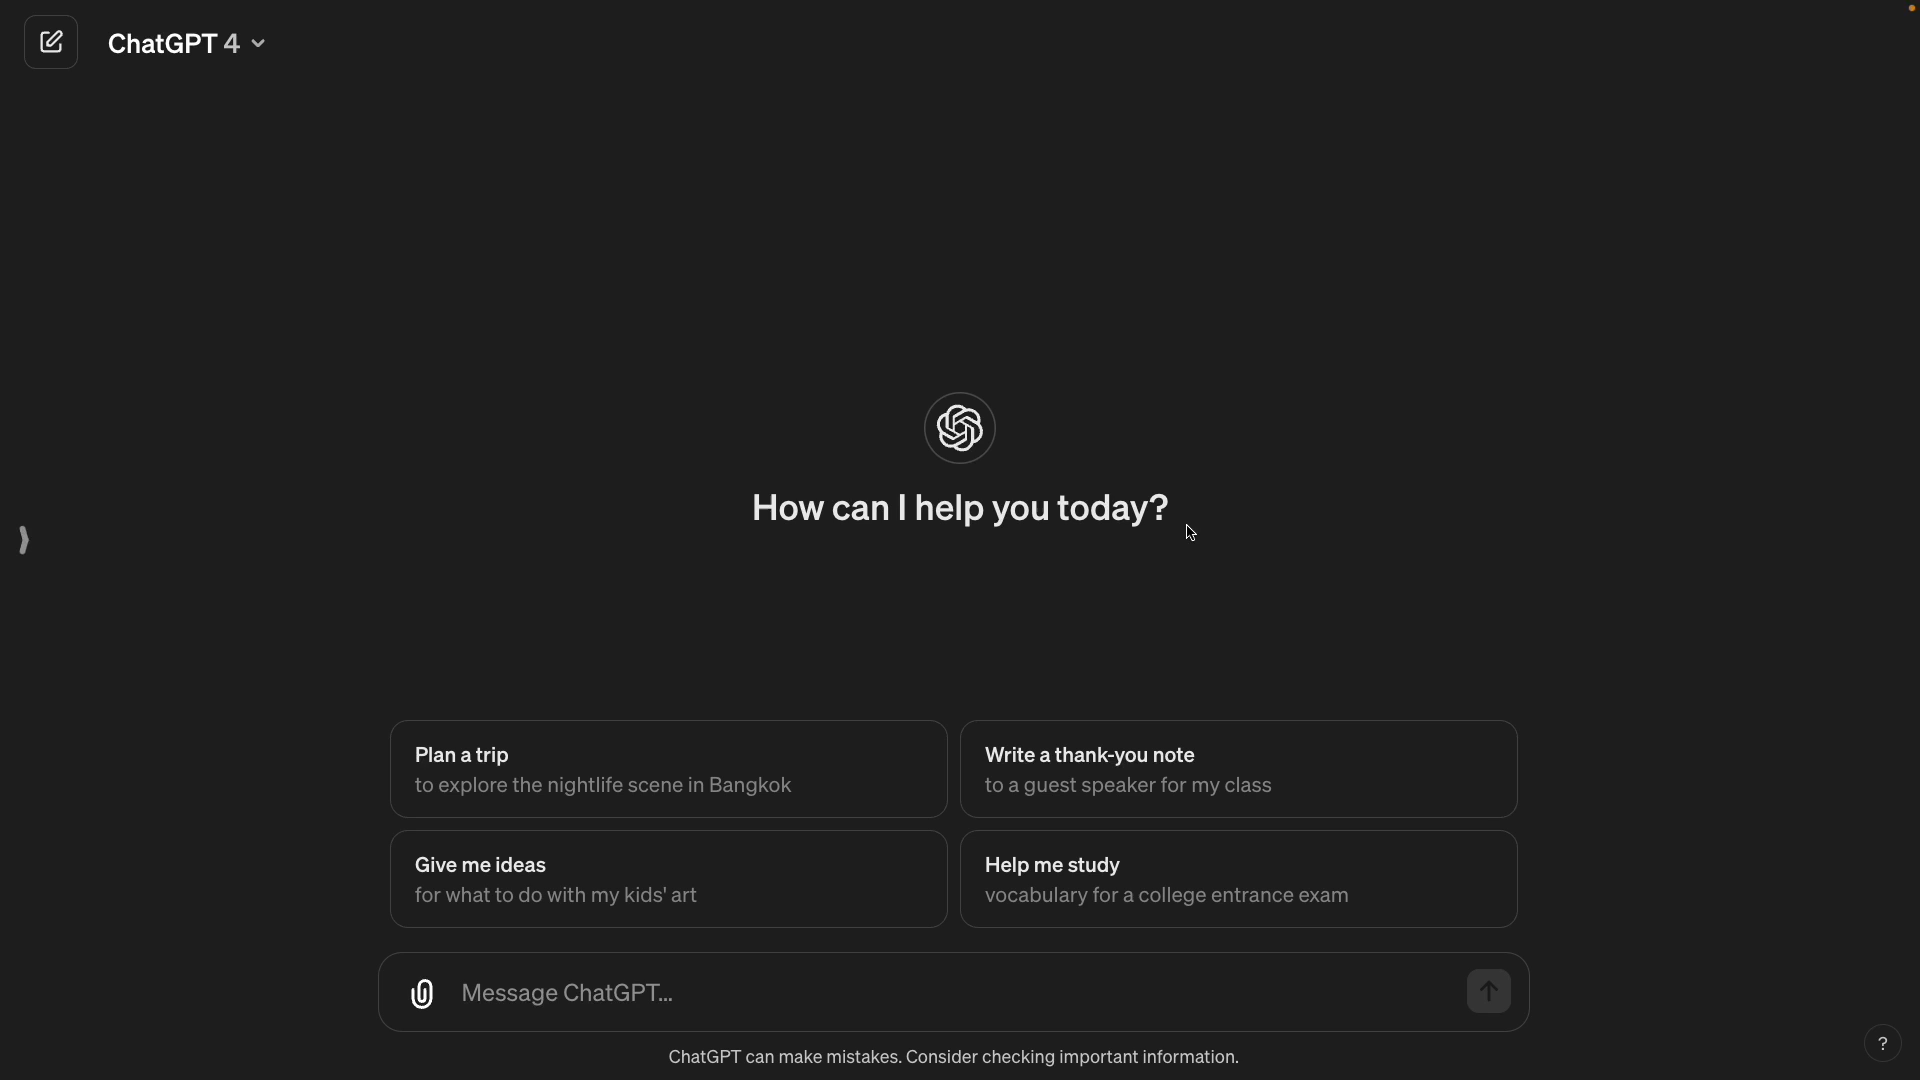 ChatGPT 4
How can I help you today?
Plan a trip
to explore the nightlife scene in Bangkok
Write a thank-you note
to a guest speaker for my class
Give me ideas
for what to do with my kids' art
Help me study
vocabulary for a college entrance exam
Message ChatGPT...
ChatGPT can make mistakes. Consider checking important information.
?